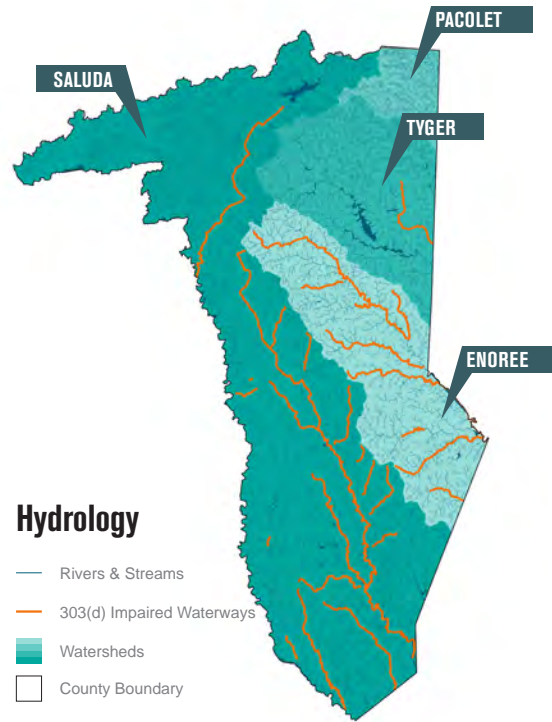 PACOLET
SALUDA
TYGER
ENOREE
Hydrology
Rivers & Streams
303(d) Impaired Waterways
Watersheds
County Boundary